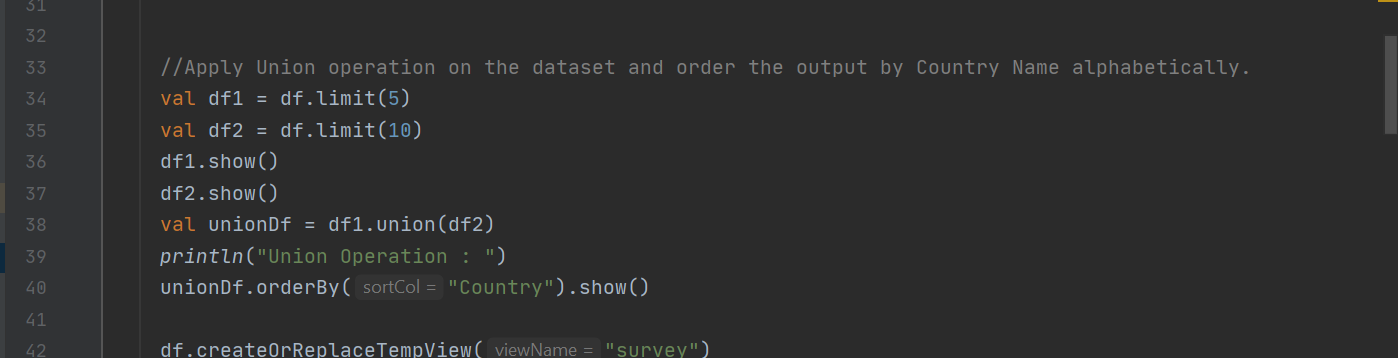 31
32
33 //Apply Union operation on the dataset and order the output by Country Name alphabetically.
34 val df1 = df.limit(5)
35 val df2 = df.limit(10)
36 df1.show()
37 df2.show()
38 val unionDf = df1.union(df2)
39 println("Union Operation : ")
40 unionDf.orderBy( sortCol = "Country").show()
41
42 df.createOrReplaceTempView( viewName = "survey")